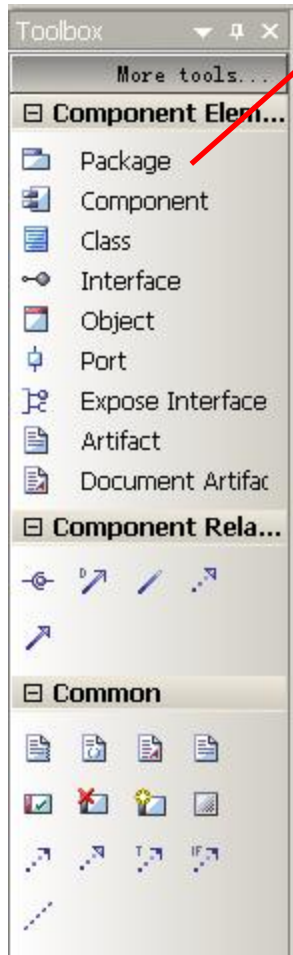 Toolbox
More tools...
Component Elem...
Package
Component
Class
Interface
Object
Port
Expose Interface
Artifact
Document Artifac
Component Rela...
D
Common
T
IF